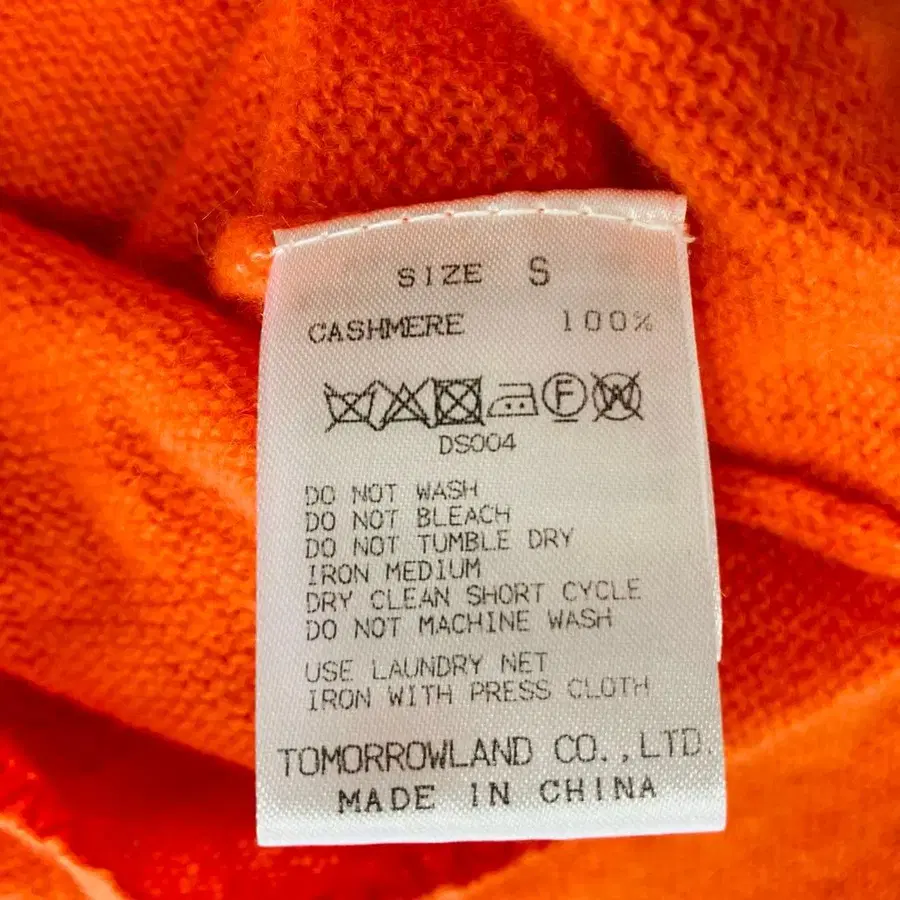 SIZE S
CASHMERE 100%
F W
DS004
DO NOT WASH
DO NOT BLEACH
DO NOT TUMBLE DRY
IRON MEDIUM
DRY CLEAN SHORT CYCLE
DO NOT MACHINE WASH
USE LAUNDRY NET
IRON WITH PRESS CLOTH
TOMORROWLAND CO.,LTD.
MADE IN CHINA